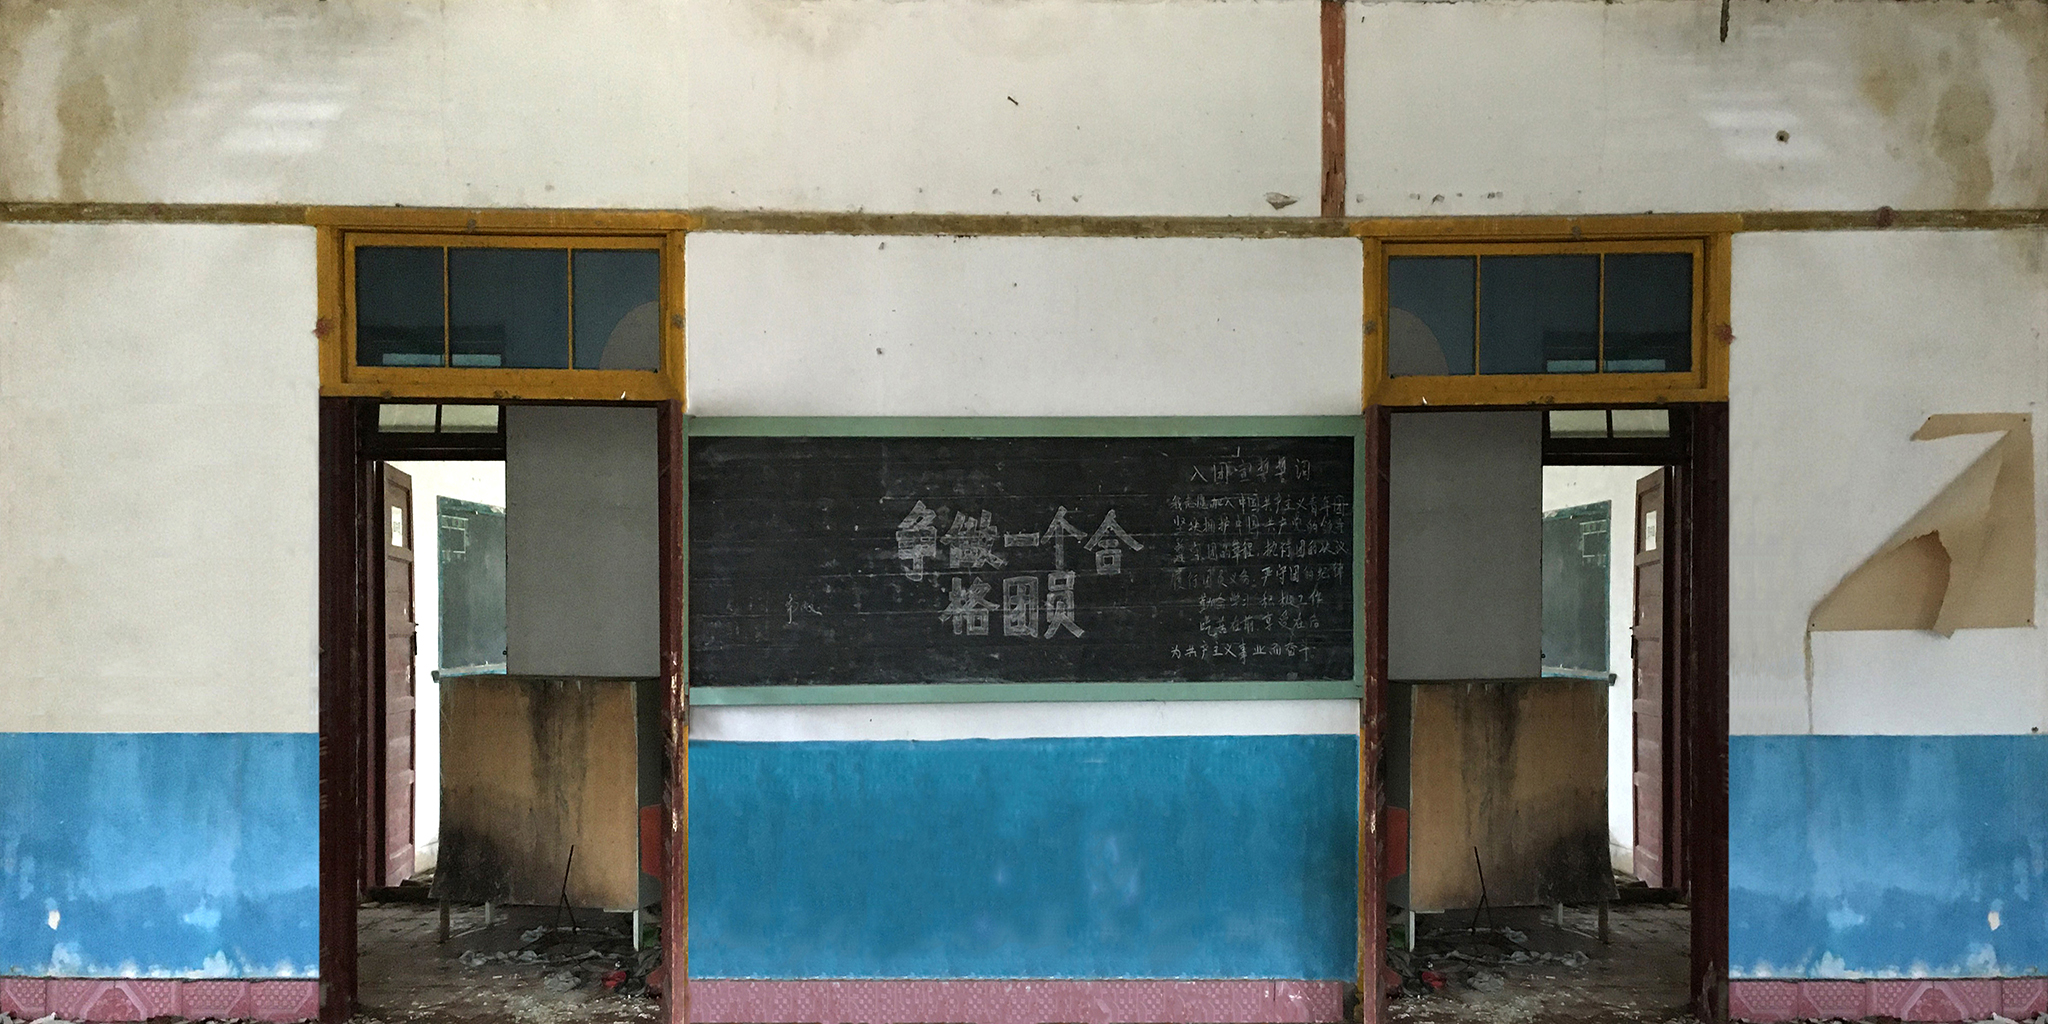 争做一个合
格团员
入团宣誓誓词
我志愿加入中国共产主义青年团
坚决拥护中国共产党的领导
遵守团的章程,执行团的决议
履行团员义务,严守团的纪律
勤奋学习 积极工作
吃苦在前 享受在后
为共产主义事业而奋斗